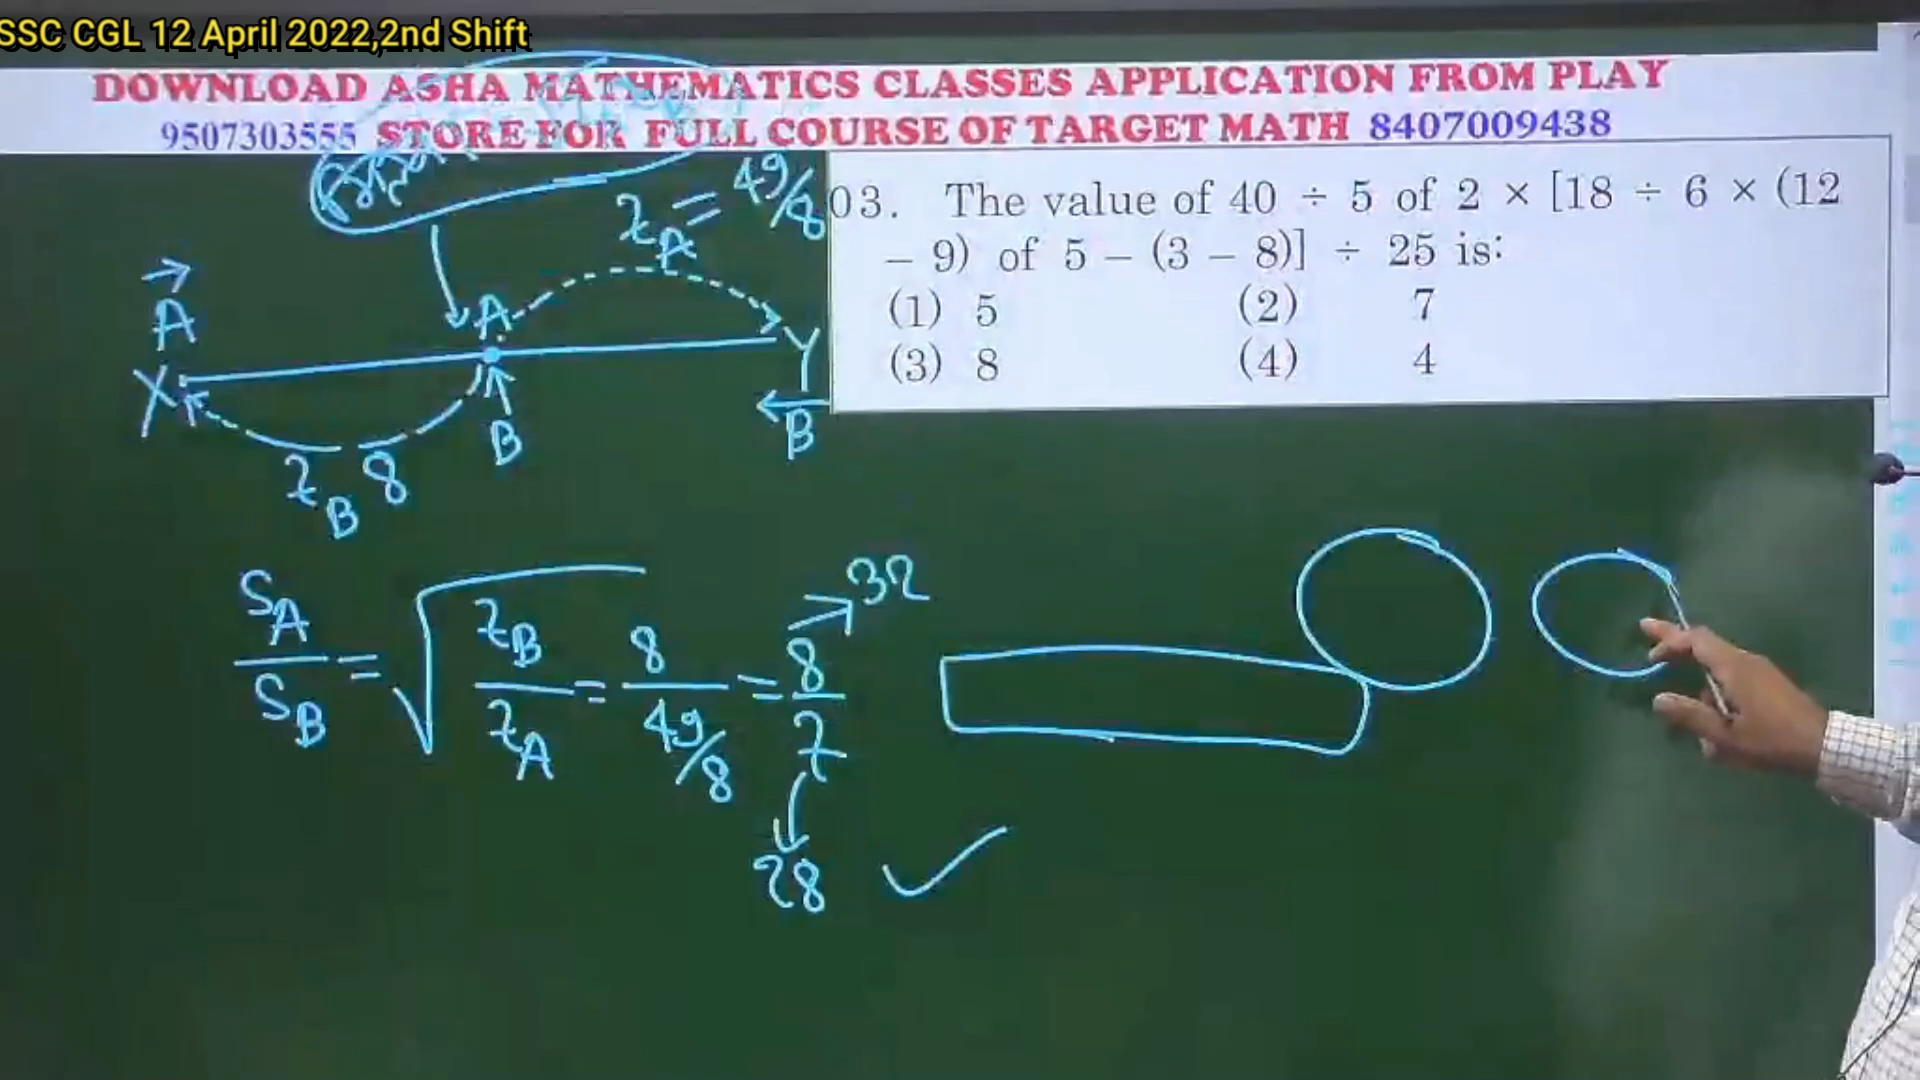 SSC CGL 12 April 2022,2nd Shift
DOWNLOAD ASHA MATHEMATICS CLASSES APPLICATION FROM PLAY
9507303555 STORE FOR FULL COURSE OF TARGET MATH 8407009438
03. The value of 40 ÷ 5 of 2 × [18 ÷ 6 × (12
– 9) of 5 – (3 – 8)] ÷ 25 is:
(1) 5 (2) 7
(3) 8 (4) 4
t_A = 49/8
A
X
A
Y
B
B
t_B 8
S_A/S_B = √(t_B/t_A) = 8/(49/8) = 8/7
32
28